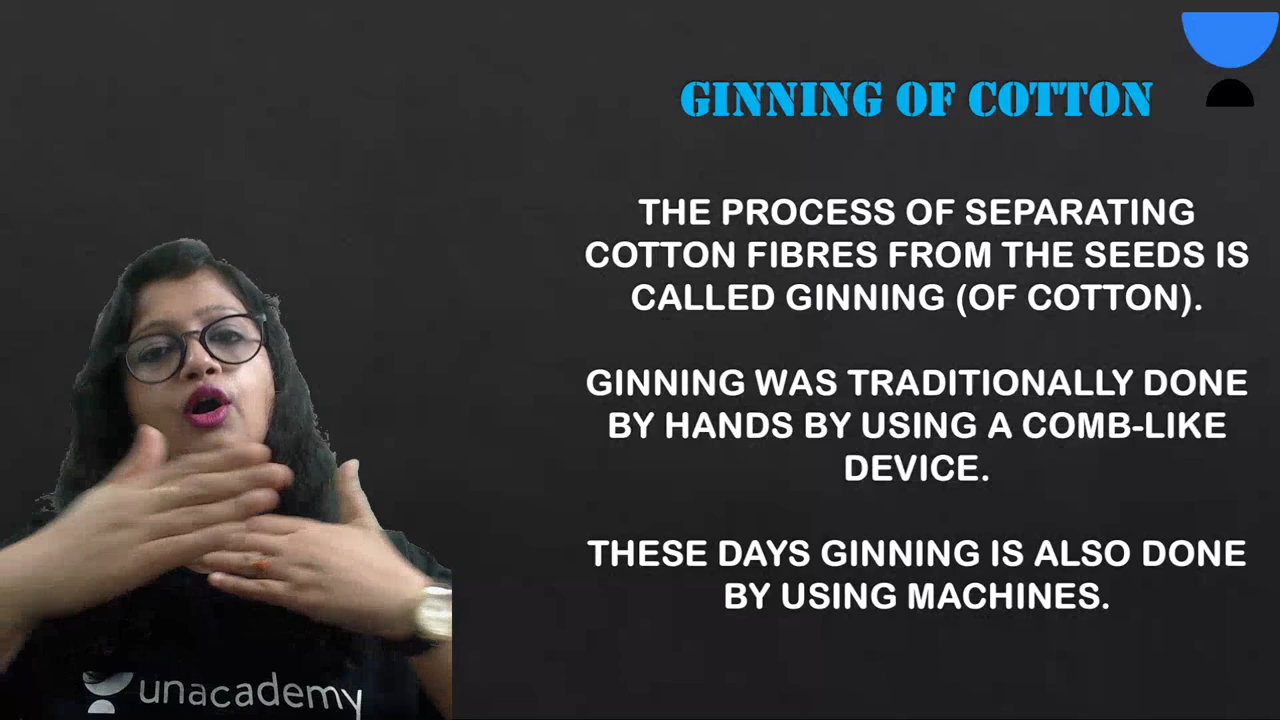 GINNING OF COTTON
THE PROCESS OF SEPARATING
COTTON FIBRES FROM THE SEEDS IS
CALLED GINNING (OF COTTON).
GINNING WAS TRADITIONALLY DONE
BY HANDS BY USING A COMB-LIKE
DEVICE.
THESE DAYS GINNING IS ALSO DONE
BY USING MACHINES.
unacademy